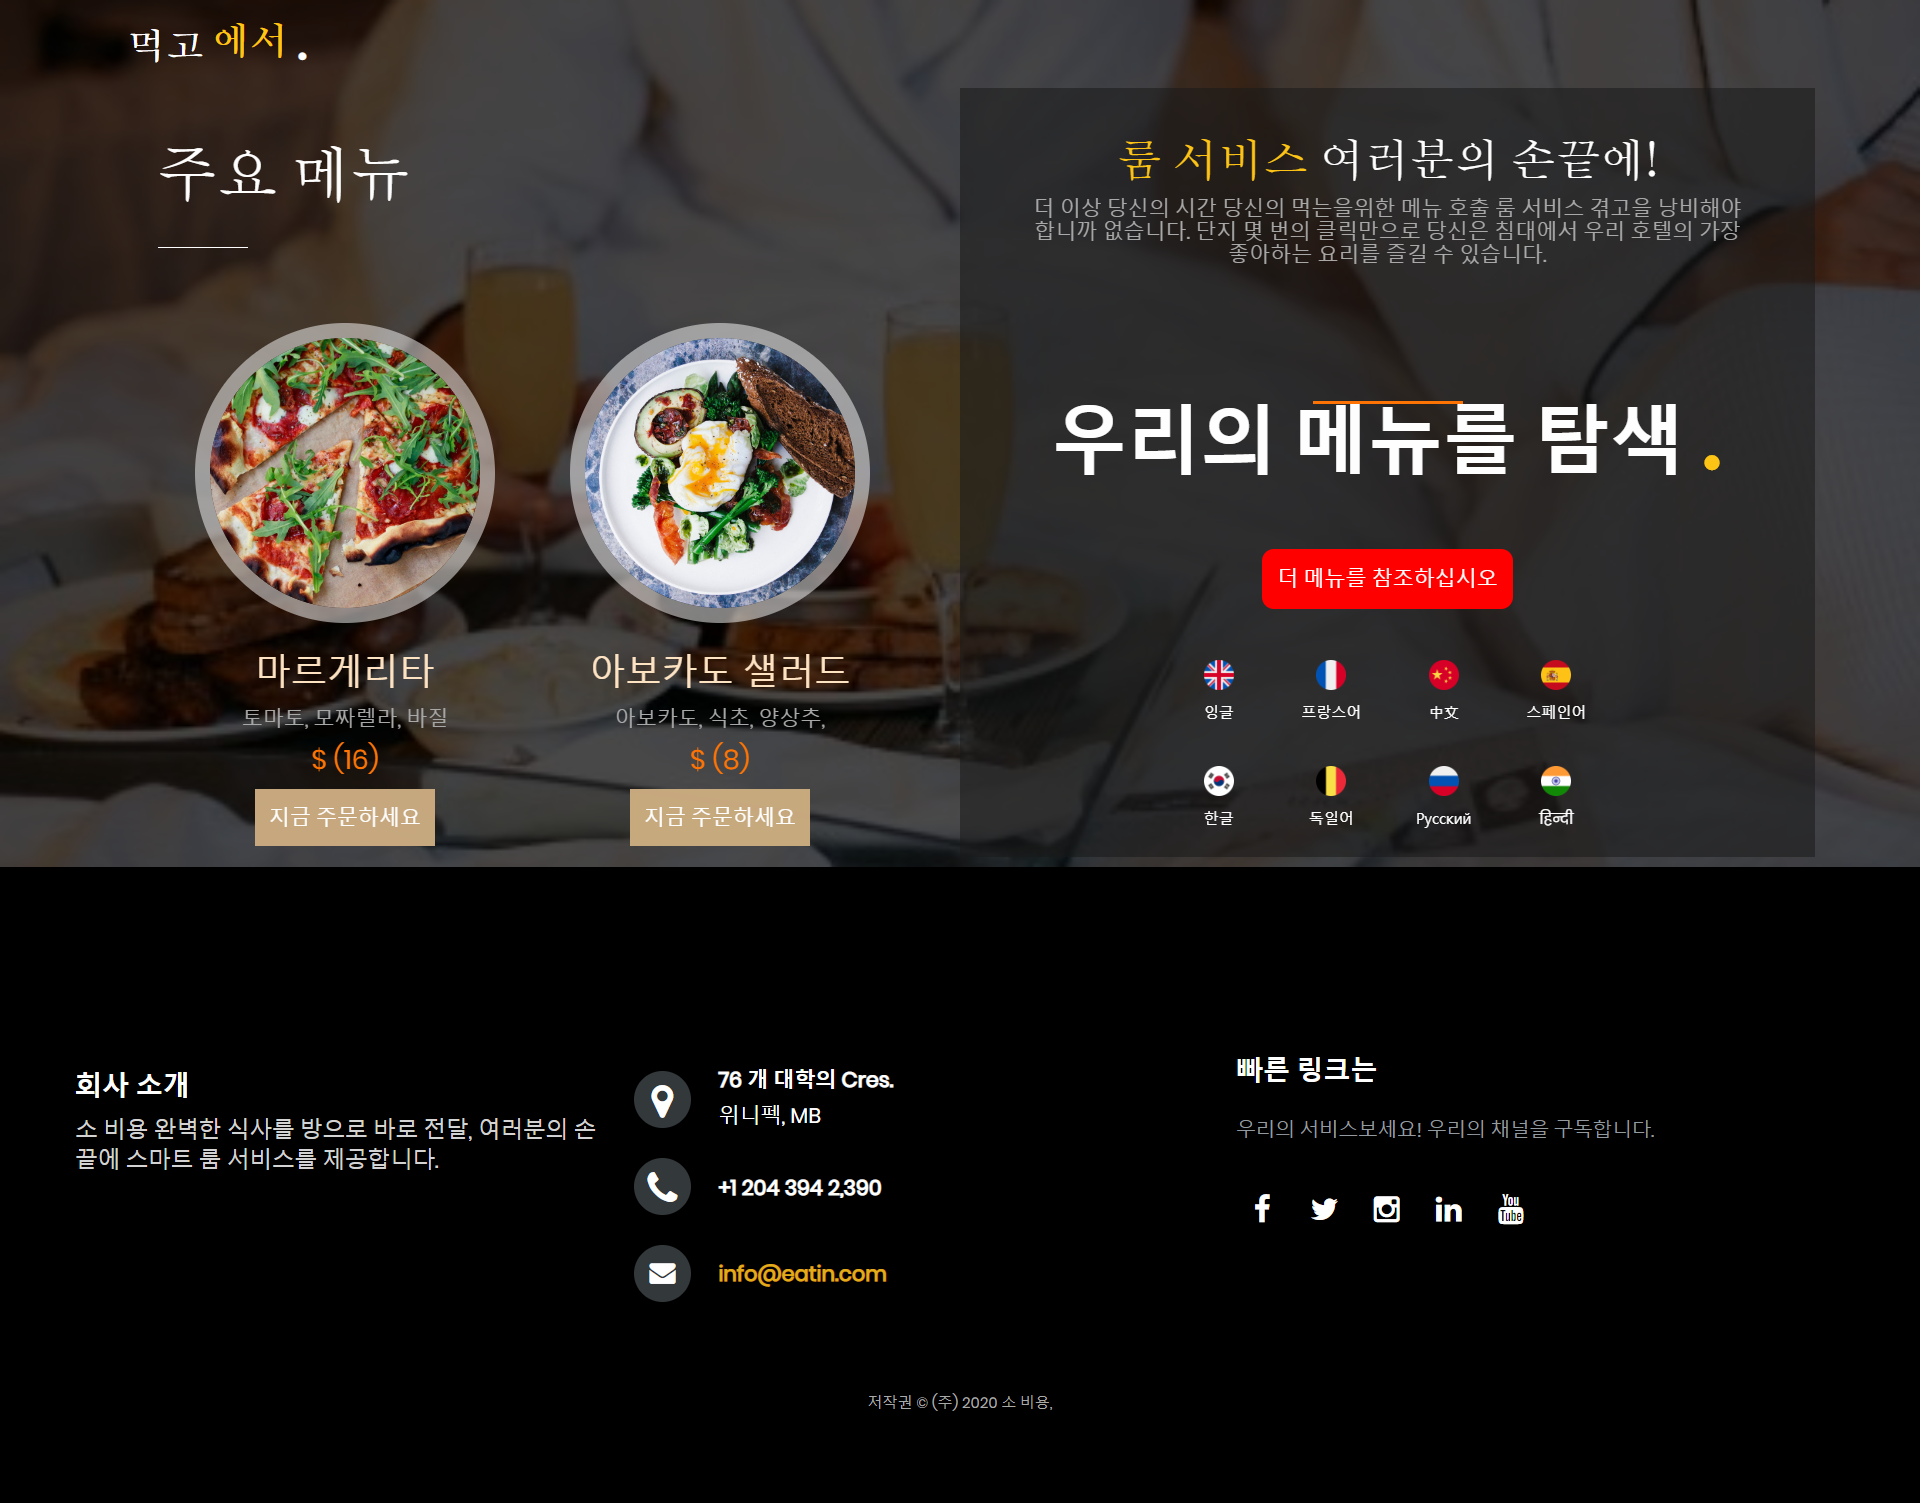 먹고 에서 .
주요 메뉴
룸 서비스 여러분의 손끝에!
더 이상 당신의 시간 당신의 먹는을위한 메뉴 호출 룸 서비스 겪고을 낭비해야
합니까 없습니다. 단지 몇 번의 클릭만으로 당신은 침대에서 우리 호텔의 가장
좋아하는 요리를 즐길 수 있습니다.
우리의 메뉴를 탐색 .
더 메뉴를 참조하십시오
잉글
프랑스어
中文
스페인어
한글
독일어
Русский
हिन्दी
마르게리타
토마토, 모짜렐라, 바질
$ (16)
지금 주문하세요
아보카도 샐러드
아보카도, 식초, 양상추,
$ (8)
지금 주문하세요
회사 소개
소 비용 완벽한 식사를 방으로 바로 전달, 여러분의 손
끝에 스마트 룸 서비스를 제공합니다.
76 개 대학의 Cres.
위니펙, MB
+1 204 394 2,390
info@eatin.com
빠른 링크는
우리의 서비스보세요! 우리의 채널을 구독합니다.
You
Tube
저작권 © (주) 2020 소 비용,